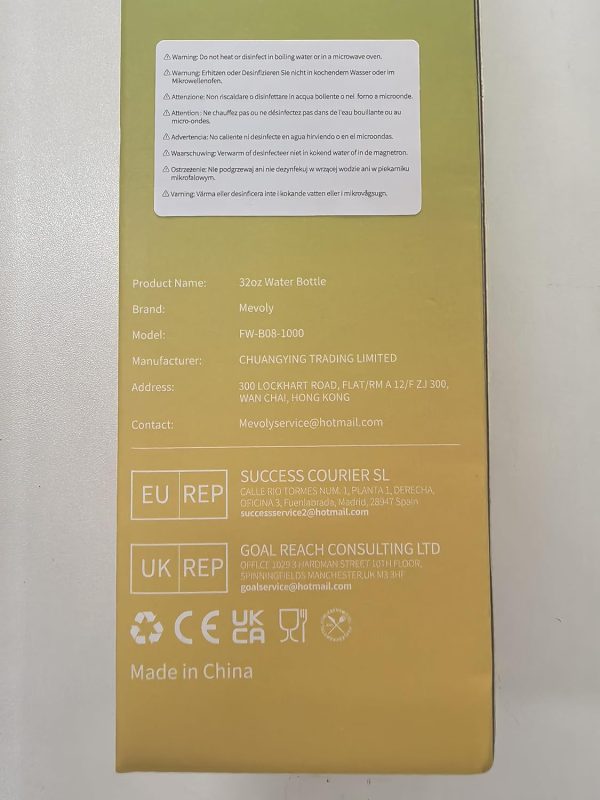 Warning: Do not heat or disinfect in boiling water or in a microwave oven.
Warnung: Erhitzen oder Desinfizieren Sie nicht in kochendem Wasser oder im
Mikrowellenofen.
Attenzione: Non riscaldare o disinfettare in acqua bollente o nel forno a microonde.
Attention : Ne chauffez pas ou ne désinfectez pas dans de l'eau bouillante ou au
micro-ondes.
Advertencia: No caliente ni desinfecte en agua hirviendo o en el microondas.
Waarschuwing: Verwarm of desinfecteer niet in kokend water of in de magnetron.
Ostrzeżenie: Nie podgrzewaj ani nie dezynfekuj w wrzącej wodzie ani w piekarniku
mikrofalowym.
Varning: Värma eller desinficera inte i kokande vatten eller i mikrovågsugn.
Product Name: 32oz Water Bottle
Brand: Mevoly
Model: FW-B08-1000
Manufacturer: CHUANGYING TRADING LIMITED
Address: 300 LOCKHART ROAD, FLAT/RM A 12/F ZJ 300,
WAN CHAI, HONG KONG
Contact: Mevolyservice@hotmail.com
EU REP SUCCESS COURIER SL
CALLE RIO TORMES NUM. 1, PLANTA 1, DERECHA,
OFICINA 3, Fuenlabrada, Madrid, 28947 Spain
successservice2@hotmail.com
UK REP GOAL REACH CONSULTING LTD
OFFLCE 1029 3 HARDMAN STREET 10TH FLOOR,
SPINNINGFIELDS MANCHESTER,UK M3 3HF
goalservice@hotmail.com
CE UK
CA
Made in China